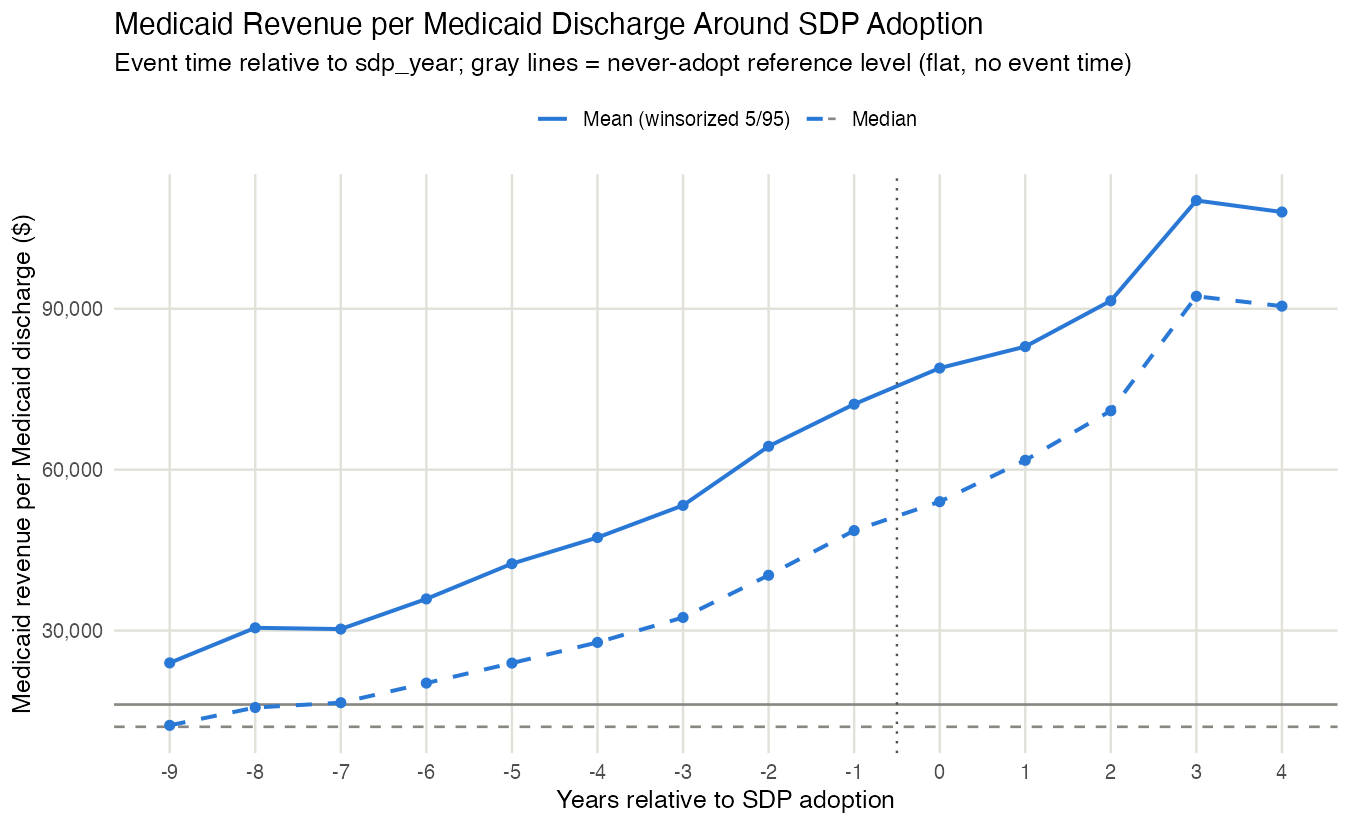 Medicaid Revenue per Medicaid Discharge Around SDP Adoption
Event time relative to sdp_year; gray lines = never-adopt reference level (flat, no event time)
Mean (winsorized 5/95) Median
Medicaid revenue per Medicaid discharge ($)
90,000
60,000
30,000
-9 -8 -7 -6 -5 -4 -3 -2 -1 0 1 2 3 4
Years relative to SDP adoption